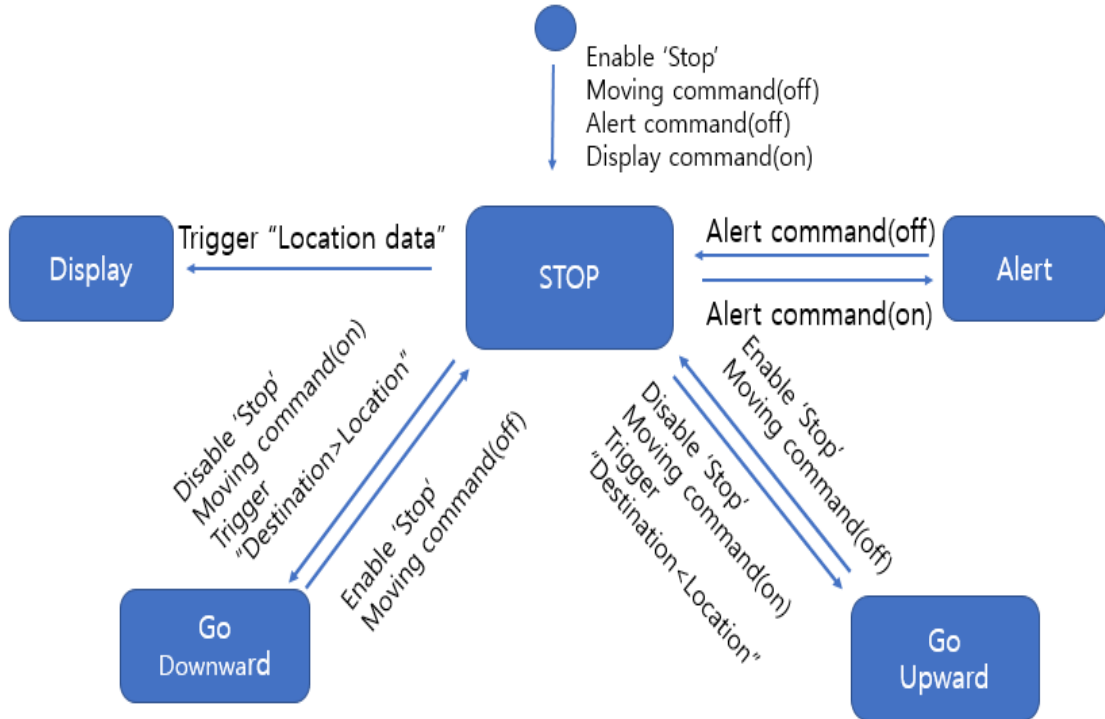 Enable ‘Stop’
Moving command(off)
Alert command(off)
Display command(on)
Display
Trigger “Location data”
STOP
Alert command(off)
Alert command(on)
Alert
Disable ‘Stop’
Moving command(on)
Trigger
“Destination>Location”
Enable ‘Stop’
Moving command(off)
Disable ‘Stop’
Moving command(on)
Trigger
“Destination<Location”
Enable ‘Stop’
Moving command(off)
Go
Downward
Go
Upward